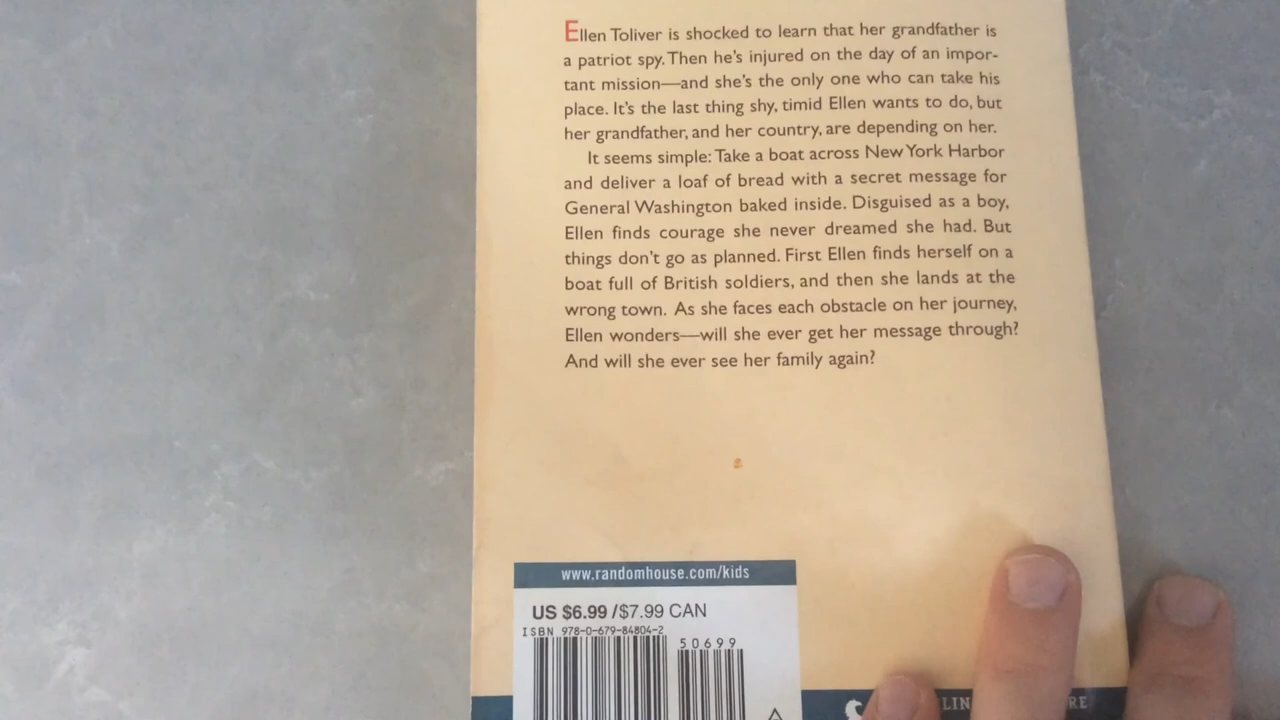 Ellen Toliver is shocked to learn that her grandfather is
a patriot spy. Then he's injured on the day of an impor-
tant mission—and she's the only one who can take his
place. It's the last thing shy, timid Ellen wants to do, but
her grandfather, and her country, are depending on her.
It seems simple: Take a boat across New York Harbor
and deliver a loaf of bread with a secret message for
General Washington baked inside. Disguised as a boy,
Ellen finds courage she never dreamed she had. But
things don't go as planned. First Ellen finds herself on a
boat full of British soldiers, and then she lands at the
wrong town. As she faces each obstacle on her journey,
Ellen wonders—will she ever get her message through?
And will she ever see her family again?
www.randomhouse.com/kids
US $6.99 / $7.99 CAN
ISBN 978-0-679-84804-2
50699